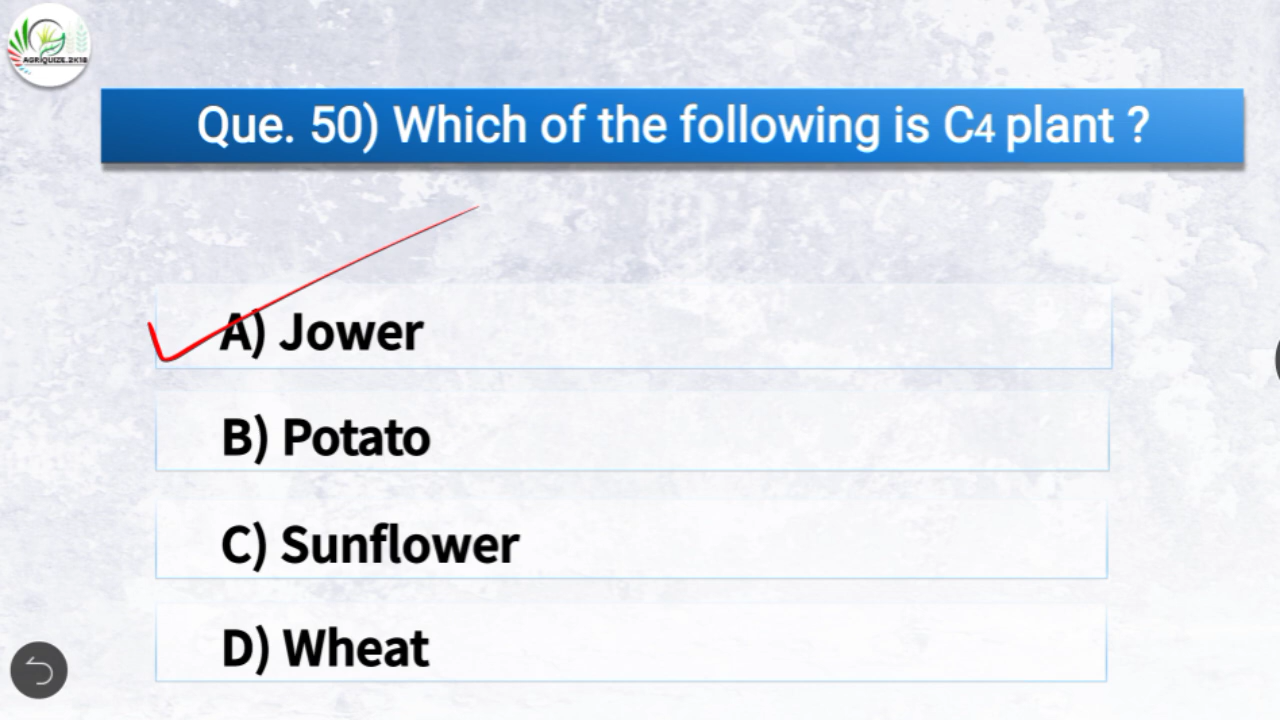 AGRIQUIZE.2K18
Que. 50) Which of the following is C4 plant ?
A) Jower
B) Potato
C) Sunflower
D) Wheat